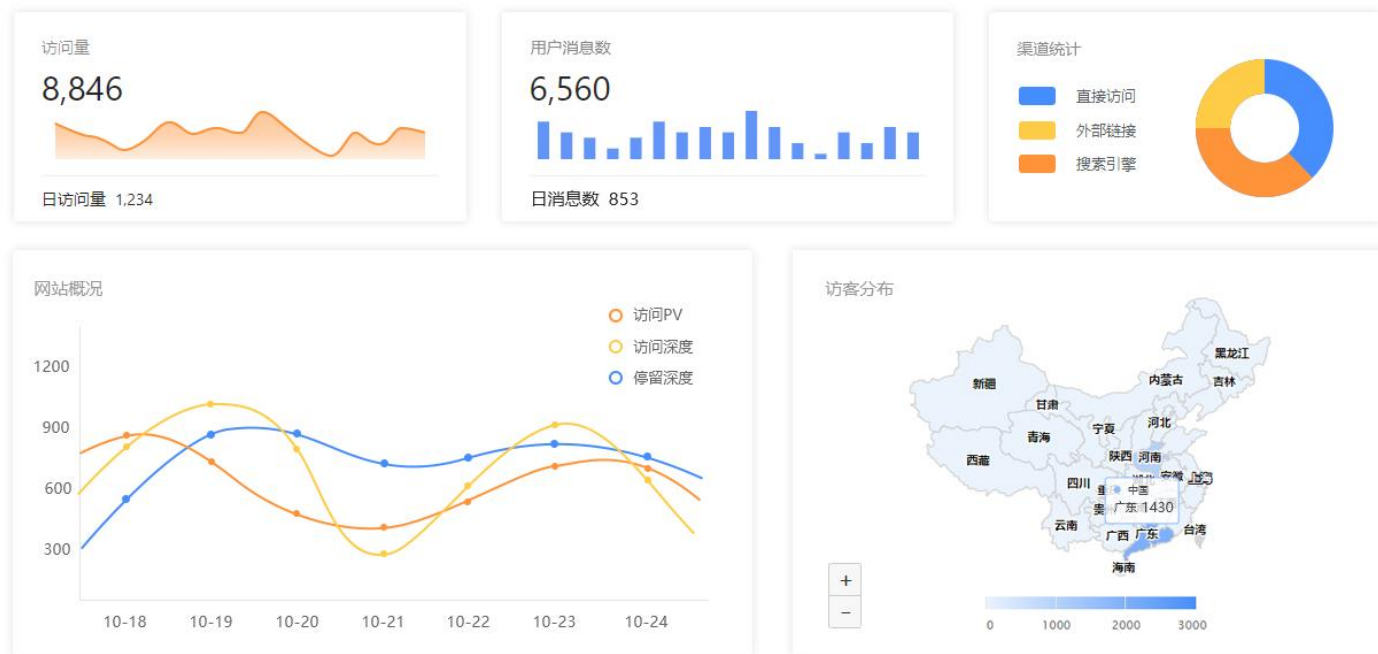 访问量
8,846
日访问量 1,234
用户消息数
6,560
日消息数 853
渠道统计
直接访问
外部链接
搜索引擎
网站概况
访问PV
访问深度
停留深度
1200
900
600
300
10-18
10-19
10-20
10-21
10-22
10-23
10-24
访客分布
黑龙江
内蒙古
吉林
新疆
甘肃
宁夏
河北
青海
西藏
陕西
河南
四川
安徽
上海
中国
广东 1430
云南
广西
广东
台湾
海南
+
−
0
1000
2000
3000